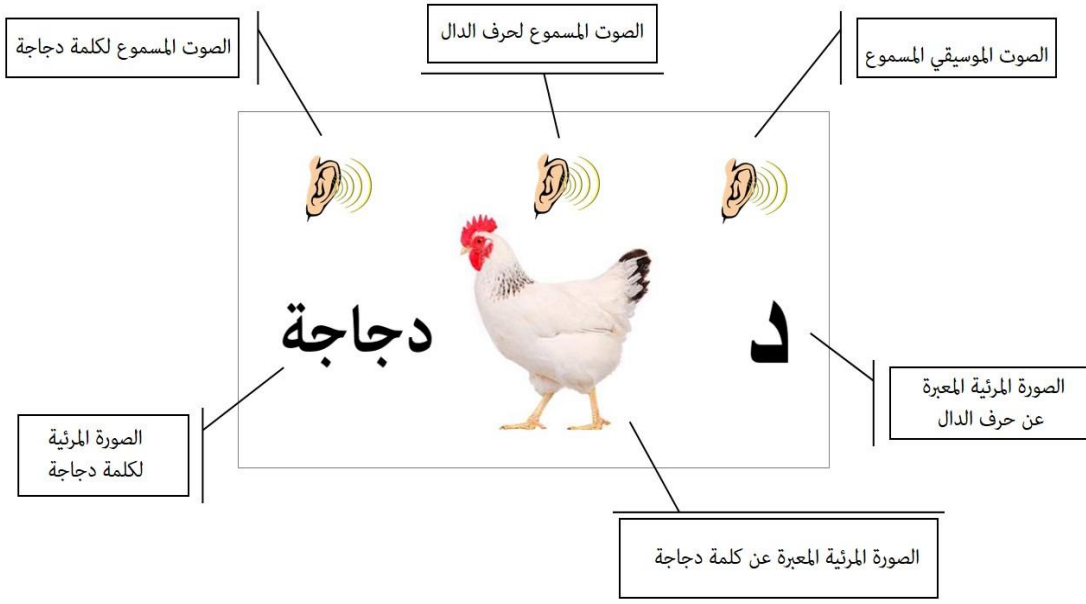 الصوت الموسيقي المسموع
الصوت المسموع لحرف الدال
الصوت المسموع لكلمة دجاجة
د
دجاجة
الصورة المرئية المعبرة
عن حرف الدال
الصورة المرئية
لكلمة دجاجة
الصورة المرئية المعبرة عن كلمة دجاجة